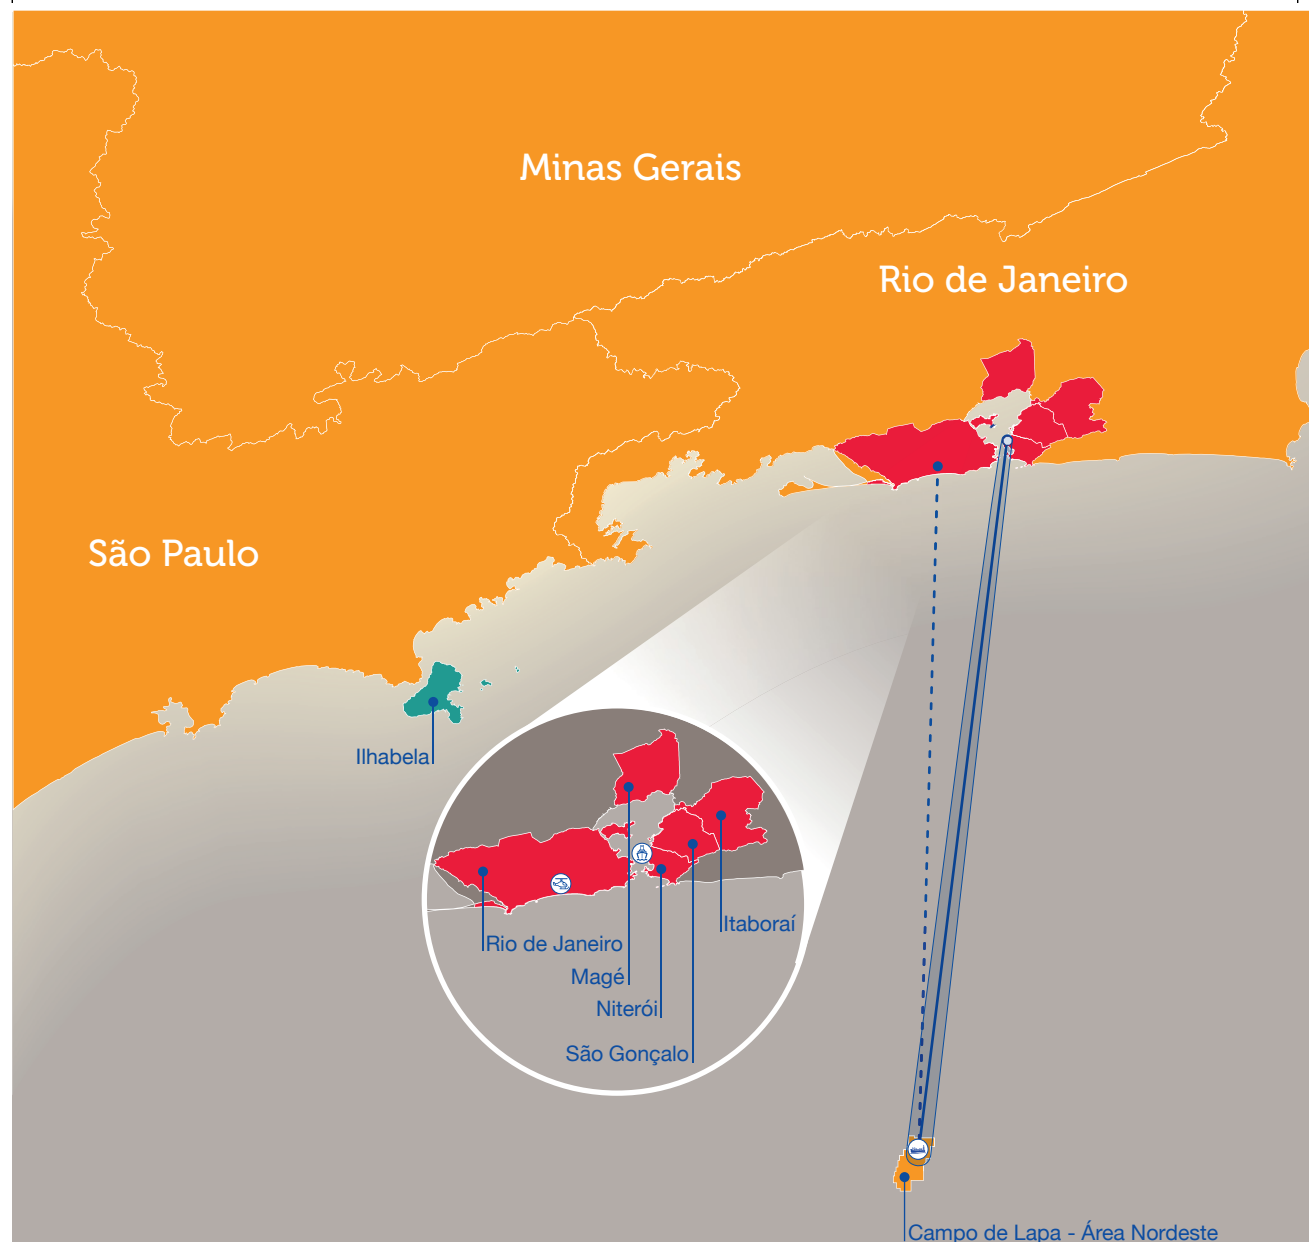 Minas Gerais
Rio de Janeiro
São Paulo
Ilhabela
Itaboraí
Rio de Janeiro
Magé
Niterói
São Gonçalo
Campo de Lapa - Área Nordeste